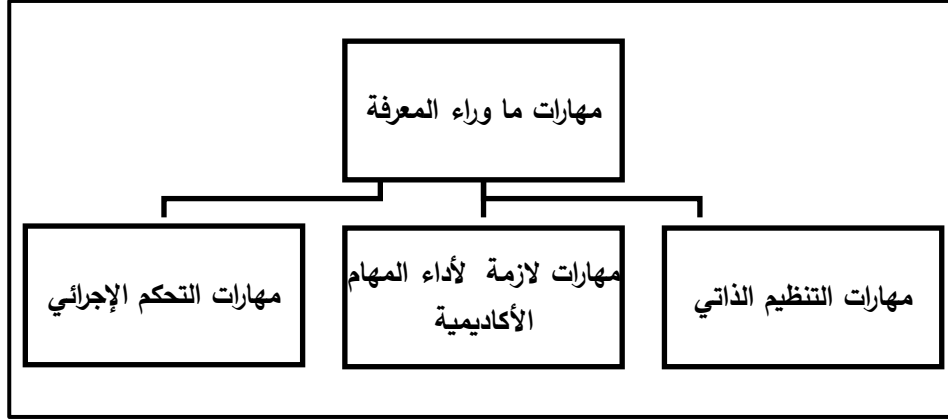 مهارات ما وراء المعرفة
مهارات التنظيم الذاتي
مهارات لازمة لأداء المهام
الأكاديمية
مهارات التحكم الإجرائي